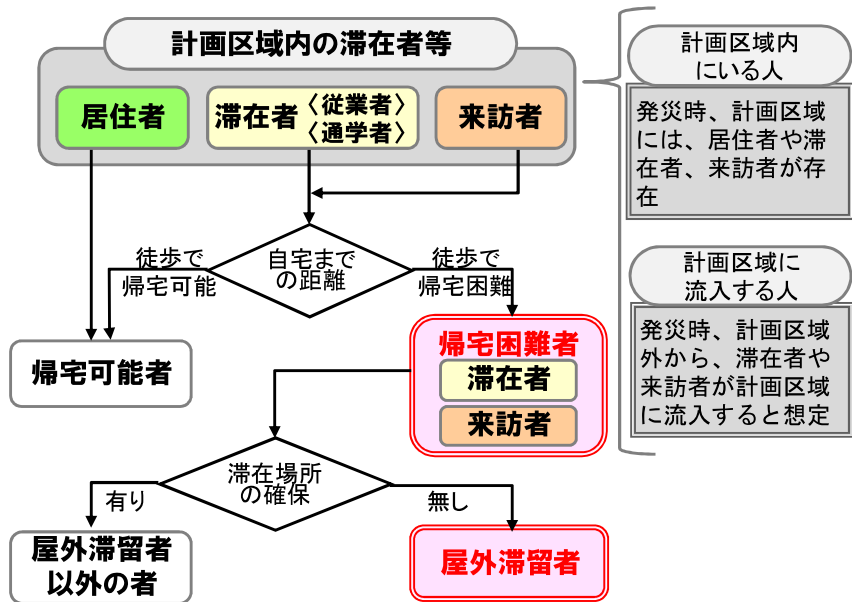 計画区域内の滞在者等
居住者
滞在者〈従業者〉
〈通学者〉
来訪者
自宅まで
の距離
徒歩で
帰宅可能
徒歩で
帰宅困難
帰宅可能者
帰宅困難者
滞在者
来訪者
滞在場所
の確保
有り
無し
屋外滞留者
以外の者
屋外滞留者
計画区域内
にいる人
発災時、計画区域
には、居住者や滞
在者、来訪者が存
在
計画区域に
流入する人
発災時、計画区域
外から、滞在者や
来訪者が計画区域
に流入すると想定